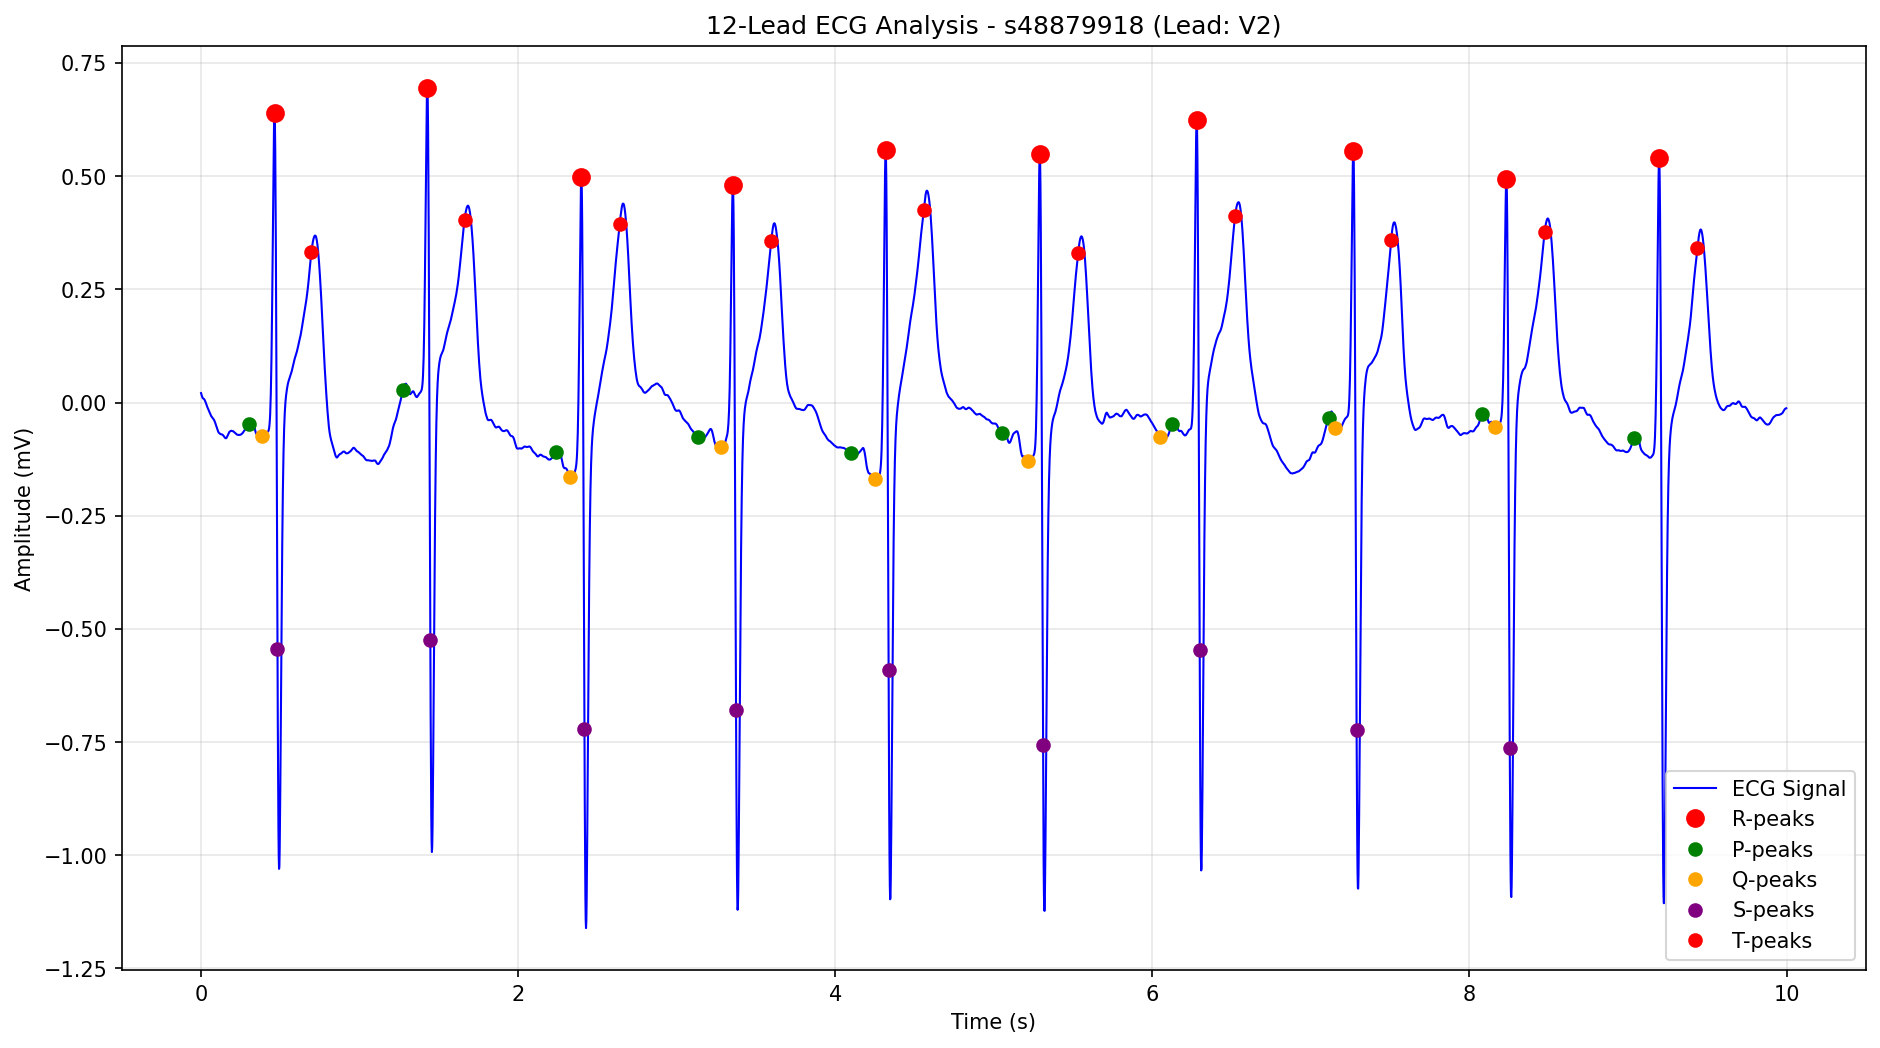 12-Lead ECG Analysis - s48879918 (Lead: V2)
Amplitude (mV)
0.75
0.50
0.25
0.00
−0.25
−0.50
−0.75
−1.00
−1.25
ECG Signal
R-peaks
P-peaks
Q-peaks
S-peaks
T-peaks
0 2 4 6 8 10
Time (s)